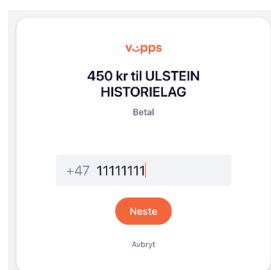 vipps
450 kr til ULSTEIN
HISTORIELAG
Betal
+47 11111111
Neste
Avbryt